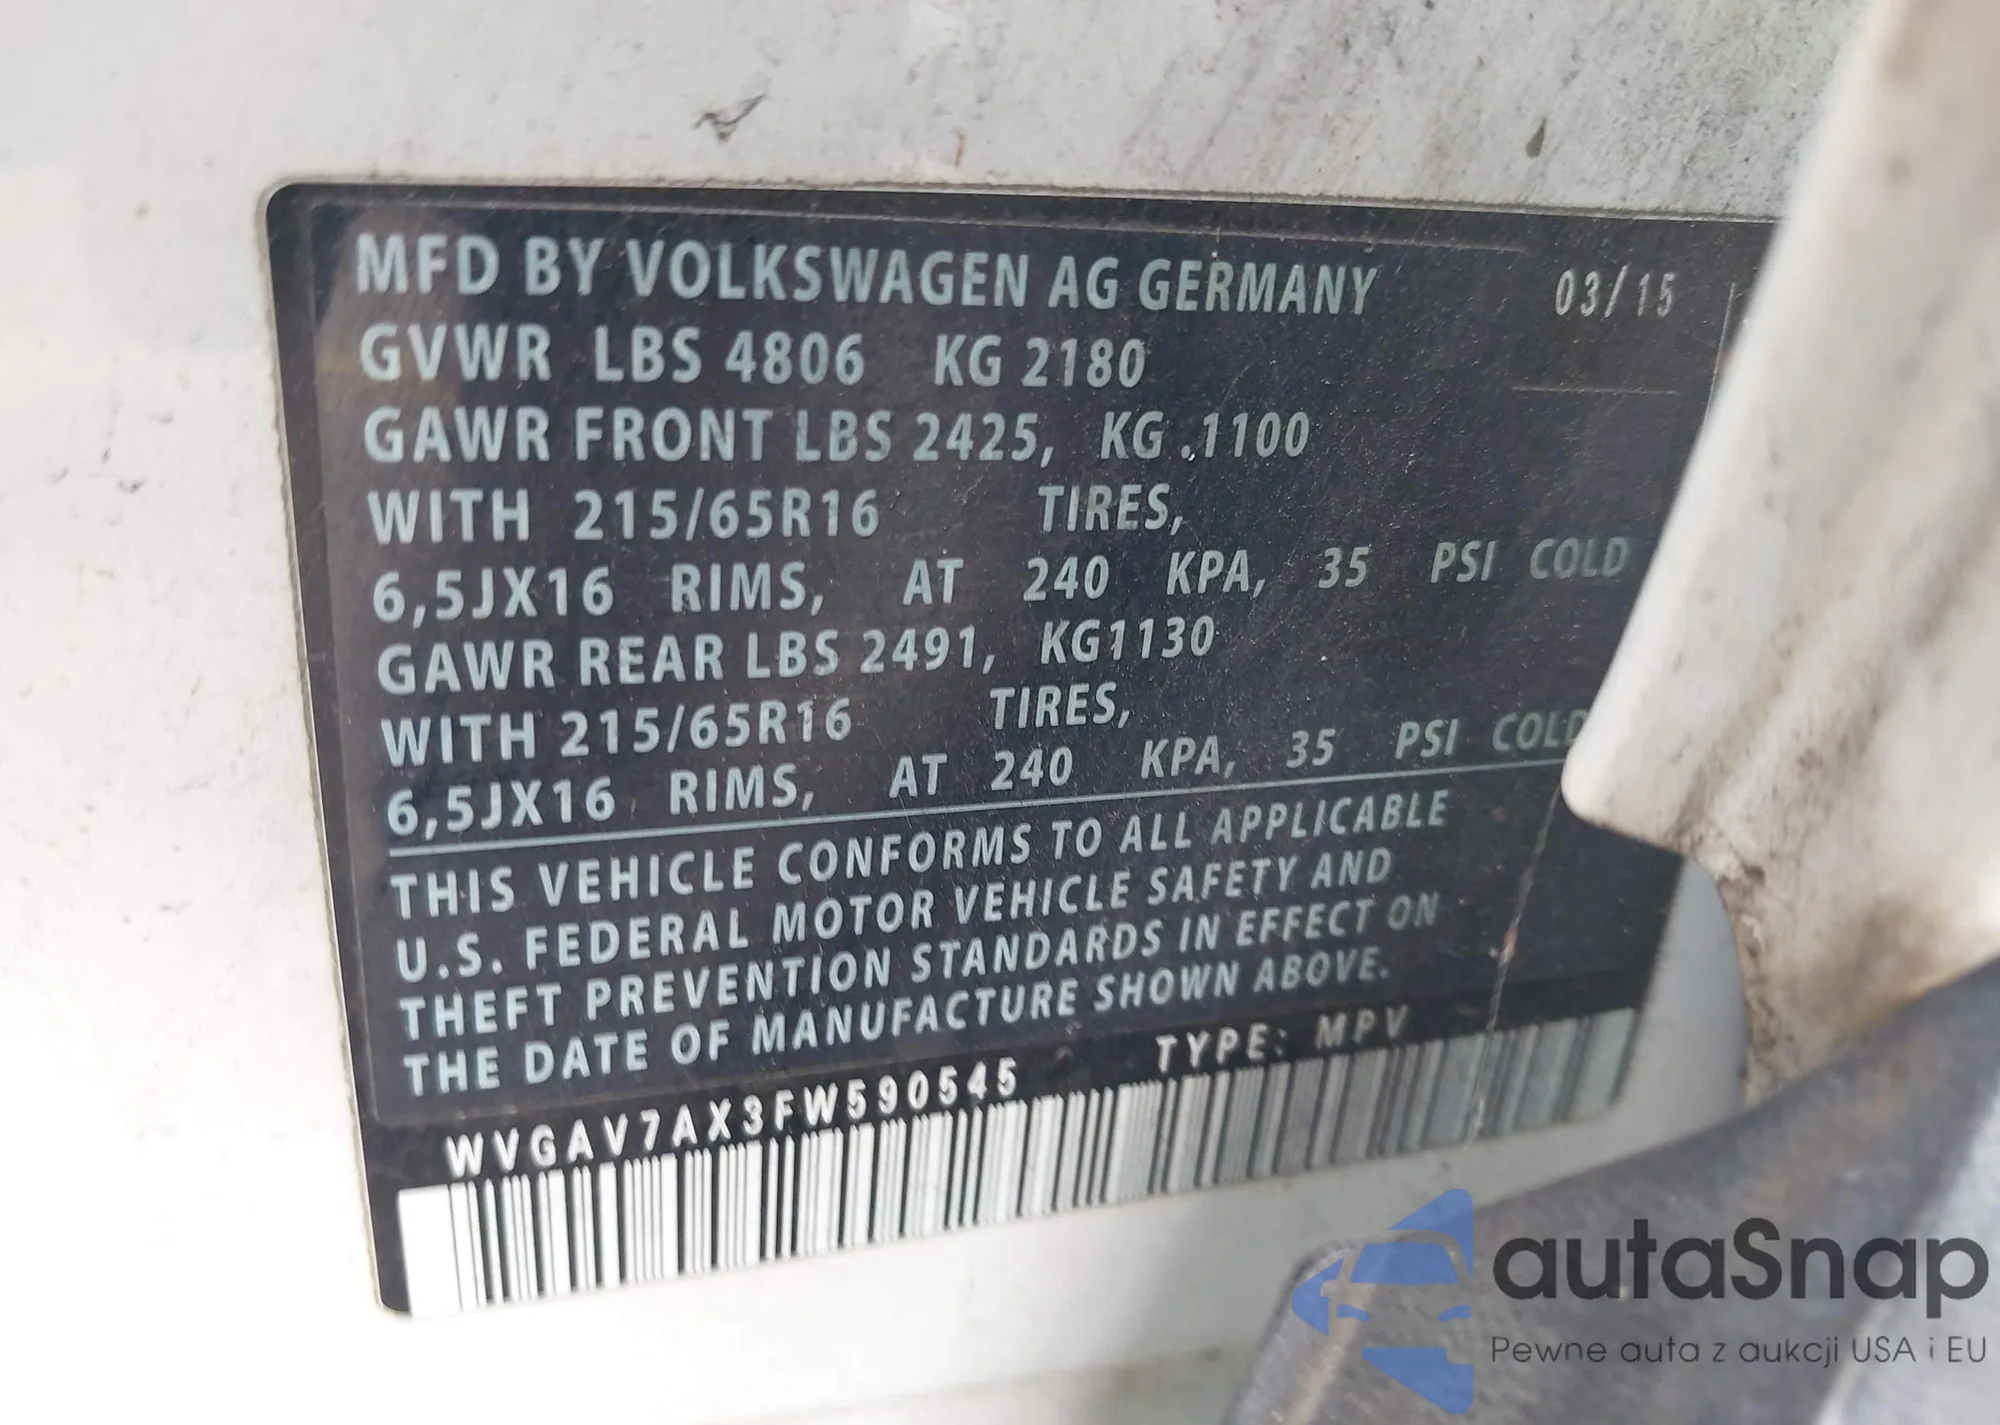 MFD BY VOLKSWAGEN AG GERMANY 03/15
GVWR LBS 4806 KG 2180
GAWR FRONT LBS 2425, KG .1100
WITH 215/65R16 TIRES,
6,5JX16 RIMS, AT 240 KPA, 35 PSI COLD
GAWR REAR LBS 2491, KG1130
WITH 215/65R16 TIRES,
6,5JX16 RIMS, AT 240 KPA, 35 PSI COLD
THIS VEHICLE CONFORMS TO ALL APPLICABLE
U.S. FEDERAL MOTOR VEHICLE SAFETY AND
THEFT PREVENTION STANDARDS IN EFFECT ON
THE DATE OF MANUFACTURE SHOWN ABOVE.
WVGAV7AX3FW590545 TYPE: MPV
autaSnap
Pewne auta z aukcji USA i EU